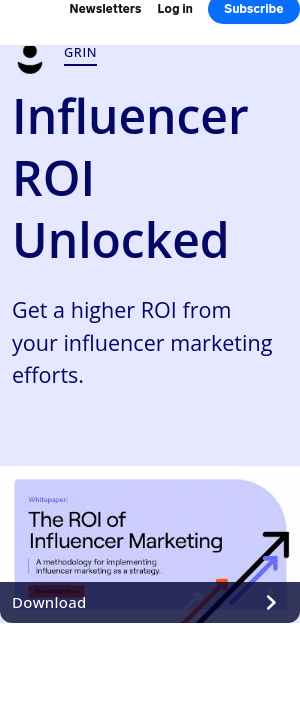 Newsletters Log in Subscribe
GRIN
Influencer
ROI
Unlocked
Get a higher ROI from
your influencer marketing
efforts.
Whitepaper:
The ROI of
Influencer Marketing
A methodology for implementing
influencer marketing as a strategy.
Download